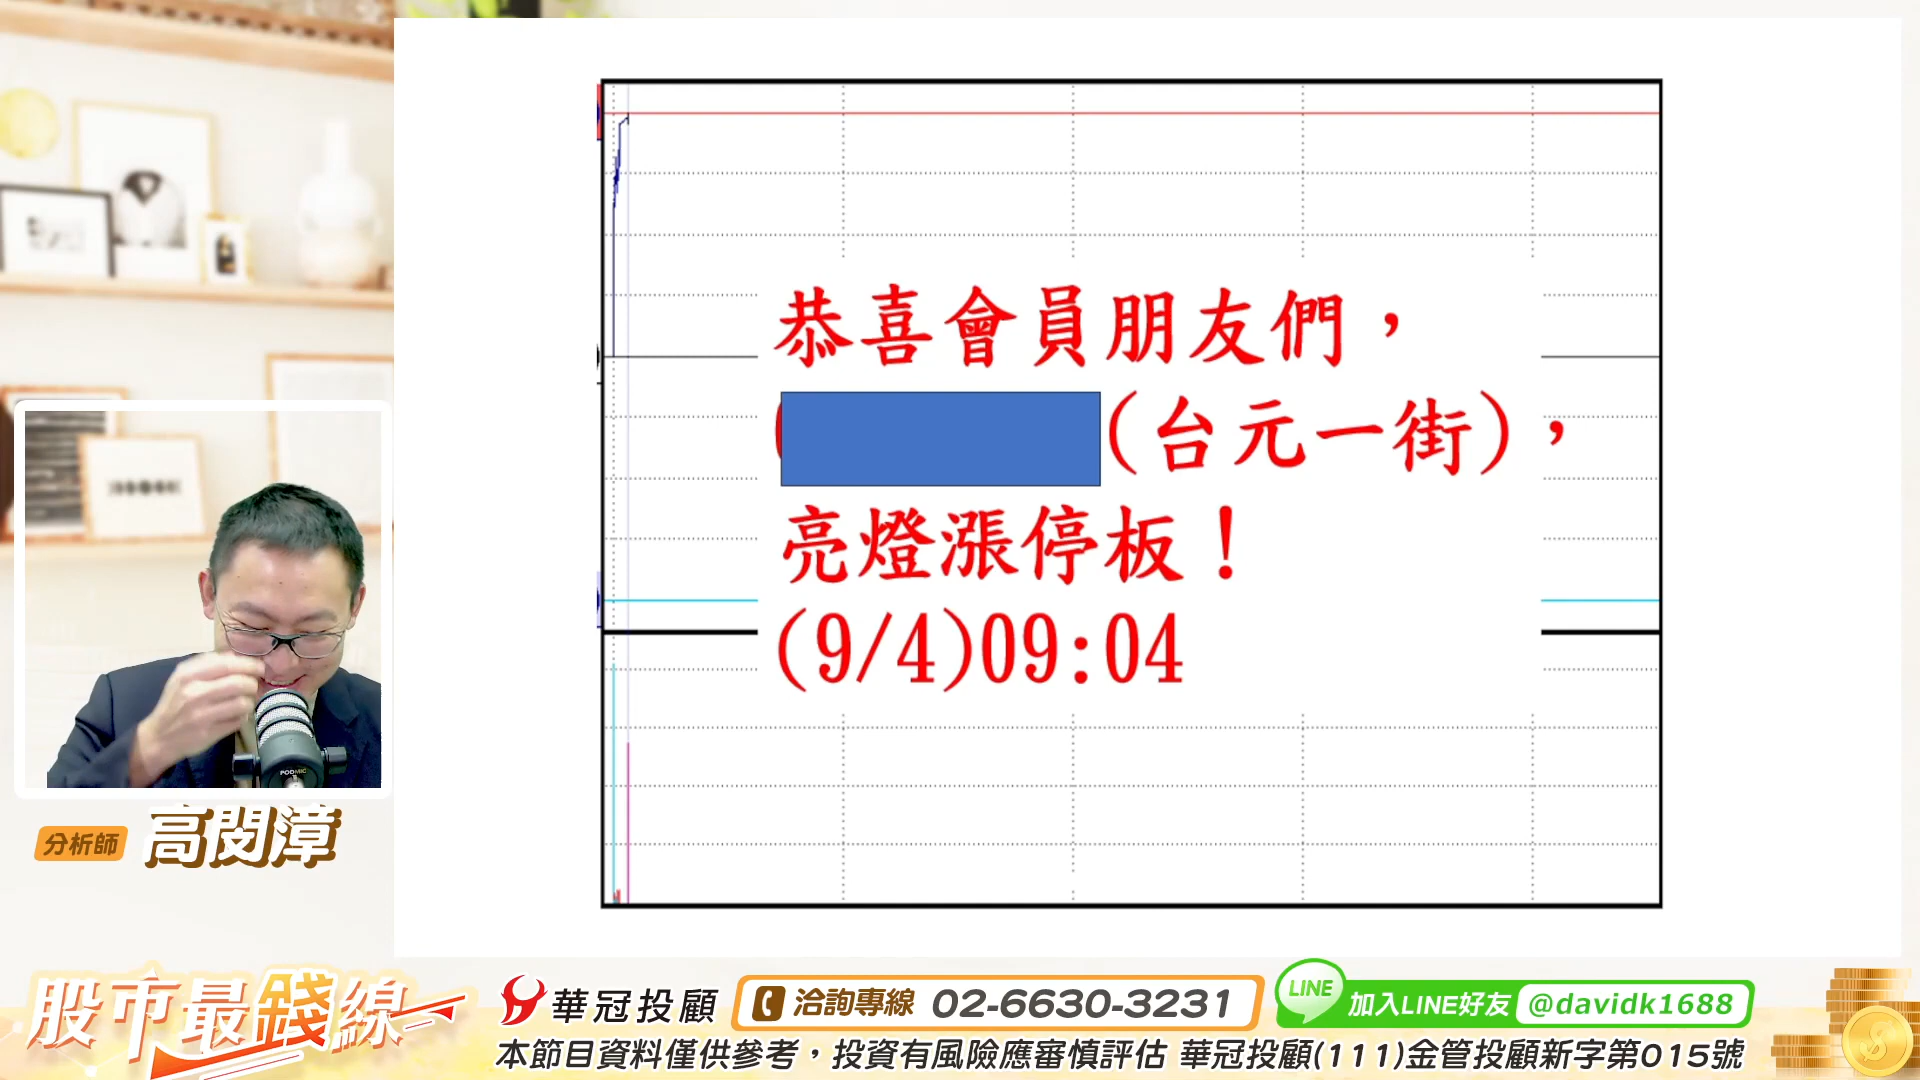 恭喜會員朋友們，
(台元一街)，
亮燈漲停板！
(9/4)09:04
PODMIC
分析師 高閔漳
股市最錢線
華冠投顧 洽詢專線 02-6630-3231 LINE 加入LINE好友 @davidk1688
本節目資料僅供參考，投資有風險應審慎評估 華冠投顧(111)金管投顧新字第015號